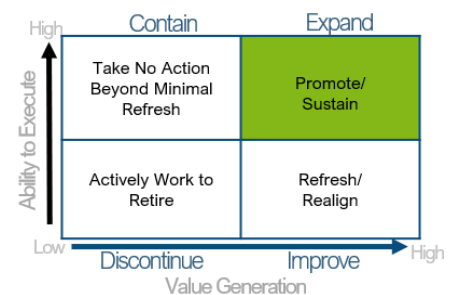 Contain
Expand
High
Take No Action
Beyond Minimal
Refresh
Promote/
Sustain
Ability to Execute
Actively Work to
Retire
Refresh/
Realign
Low
High
Discontinue
Improve
Value Generation